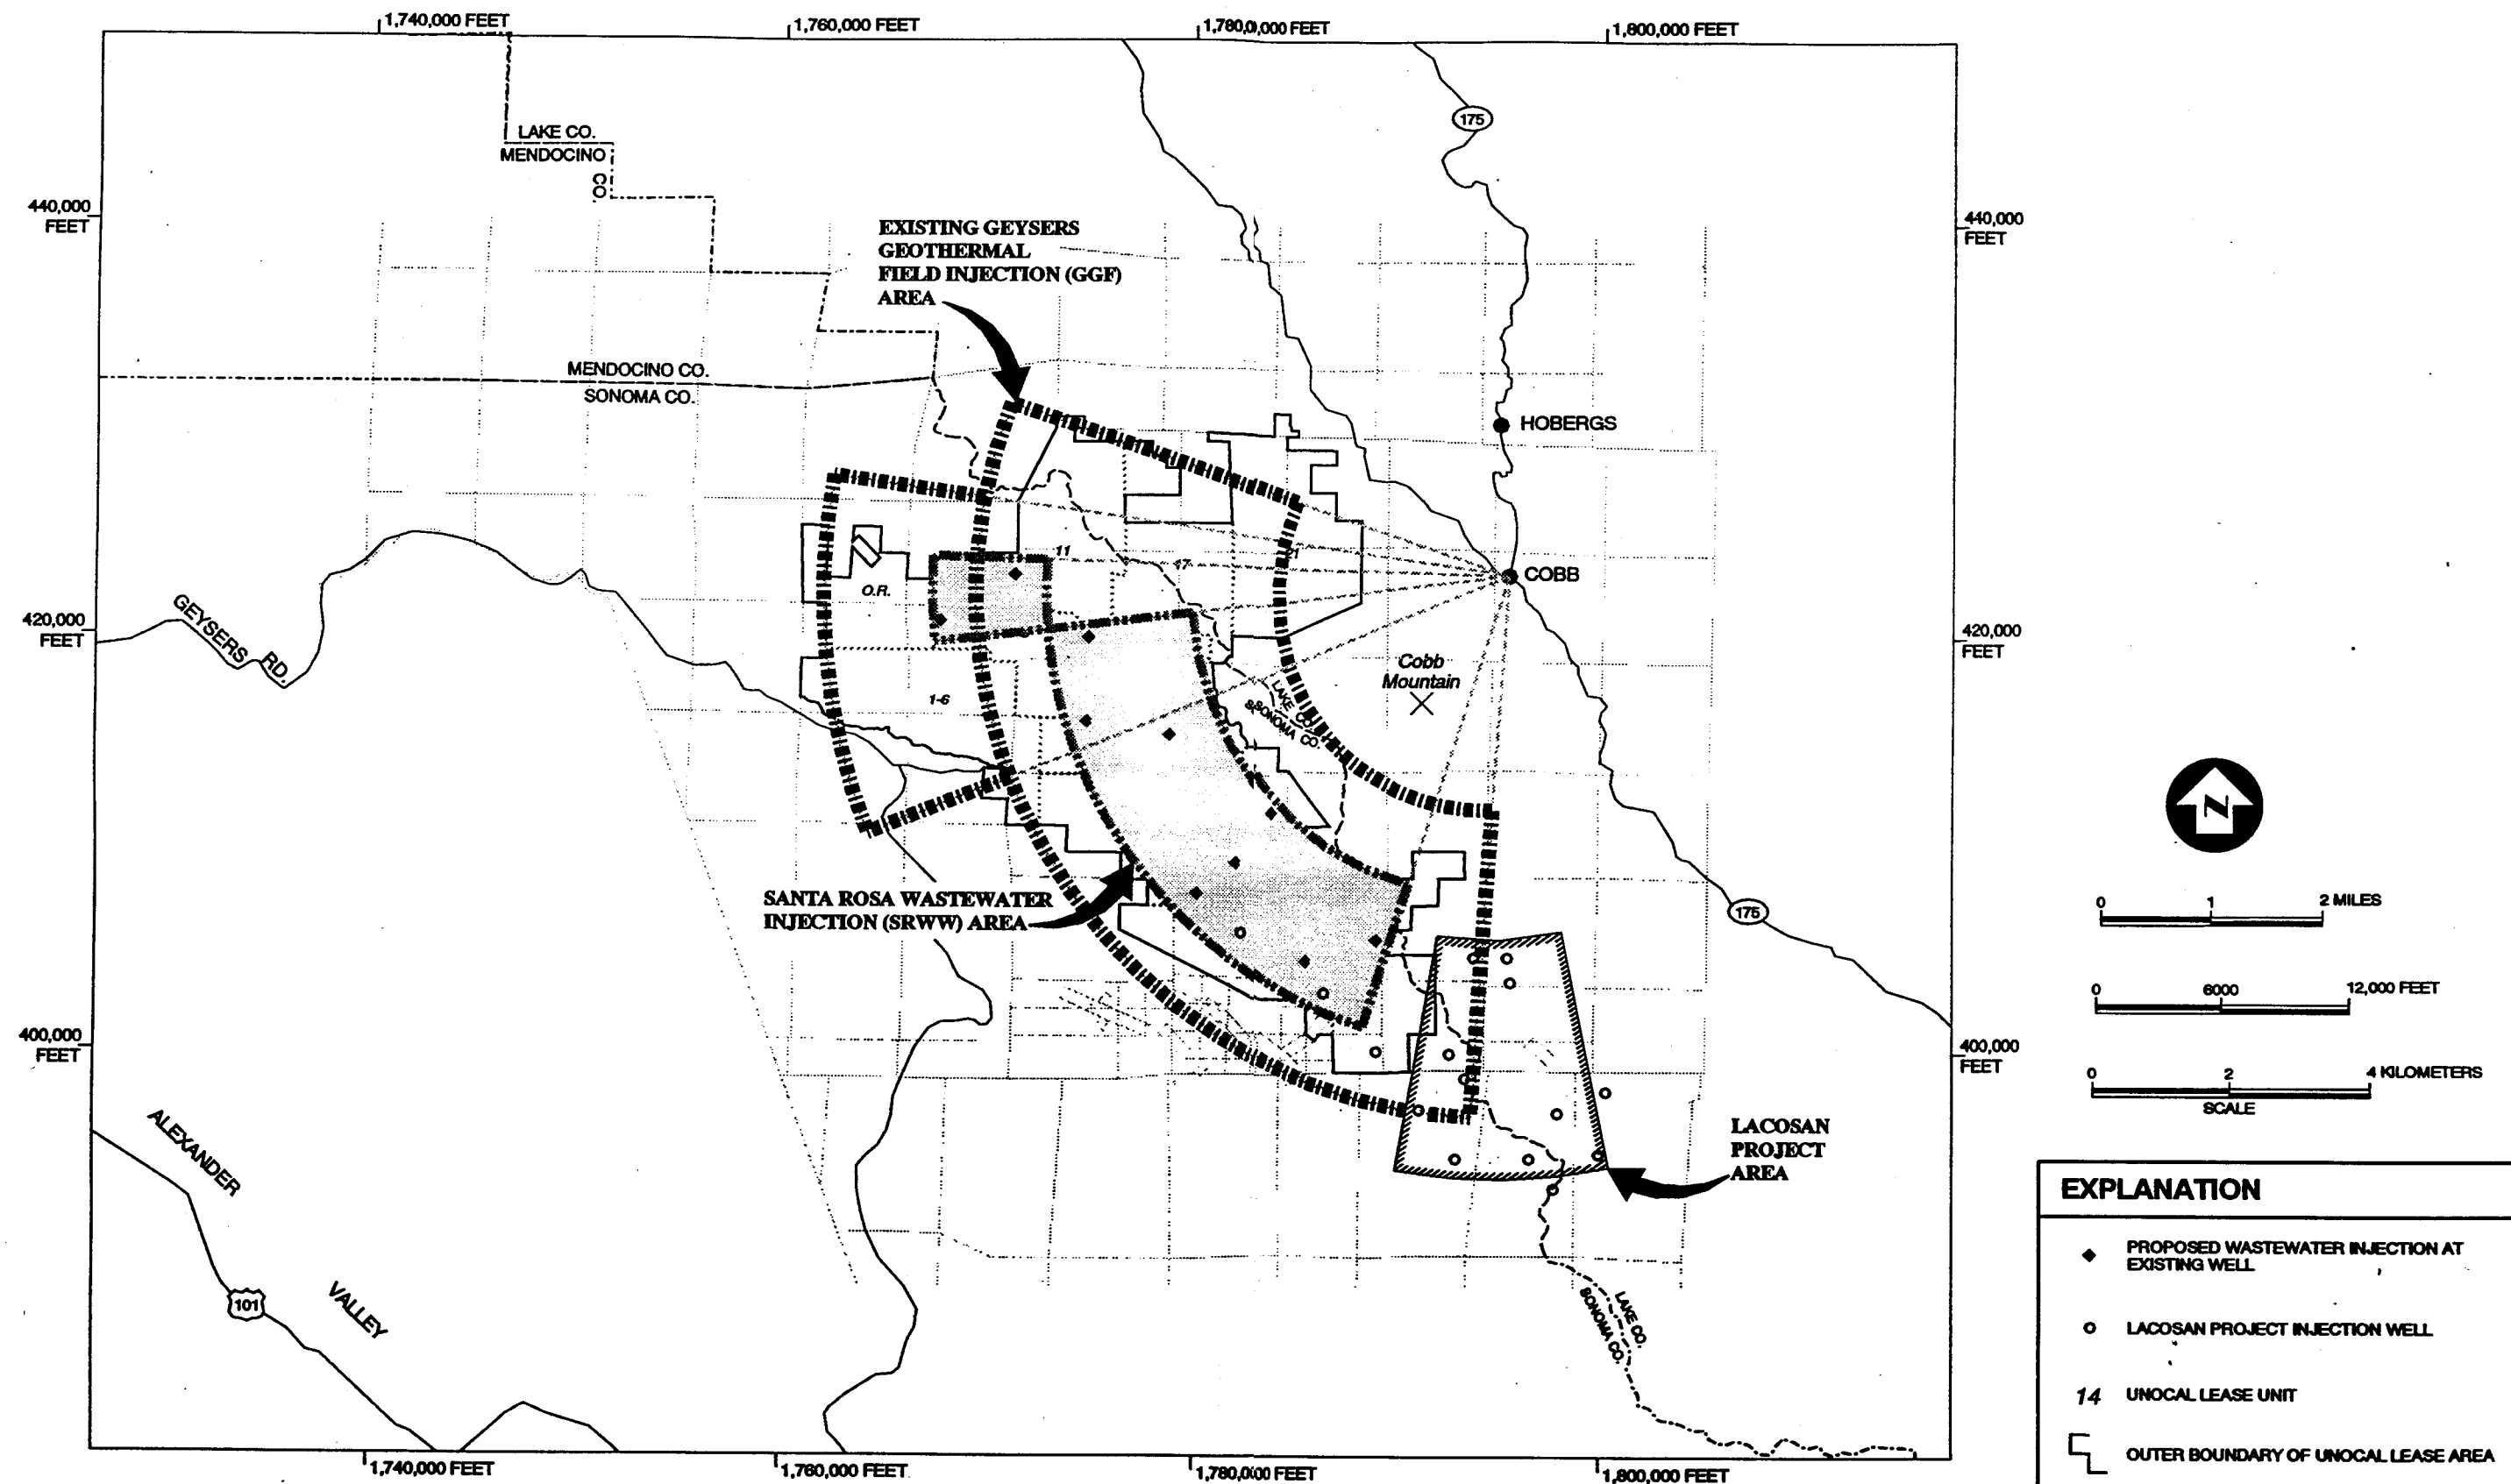 1,740,000 FEET
1,760,000 FEET
1,780,0,000 FEET
1,800,000 FEET
175
LAKE CO.
MENDOCINO
CO.
440,000
FEET
440,000
FEET
EXISTING GEYSERS
GEOTHERMAL
FIELD INJECTION (GGF)
AREA
MENDOCINO CO.
SONOMA CO.
HOBERGS
11
17
21
COBB
O.R.
GEYSERS RD.
420,000
FEET
420,000
FEET
Cobb
Mountain
1-6
LAKE CO.
SONOMA CO.
N
SANTA ROSA WASTEWATER
INJECTION (SRWW) AREA
175
0 1 2 MILES
0 6000 12,000 FEET
400,000
FEET
400,000
FEET
0 2 4 KILOMETERS
SCALE
ALEXANDER
VALLEY
LACOSAN
PROJECT
AREA
101
LAKE CO.
SONOMA CO.
EXPLANATION
PROPOSED WASTEWATER INJECTION AT
EXISTING WELL
LACOSAN PROJECT INJECTION WELL
14 UNOCAL LEASE UNIT
OUTER BOUNDARY OF UNOCAL LEASE AREA
1,740,000 FEET
1,760,000 FEET
1,780,000 FEET
1,800,000 FEET